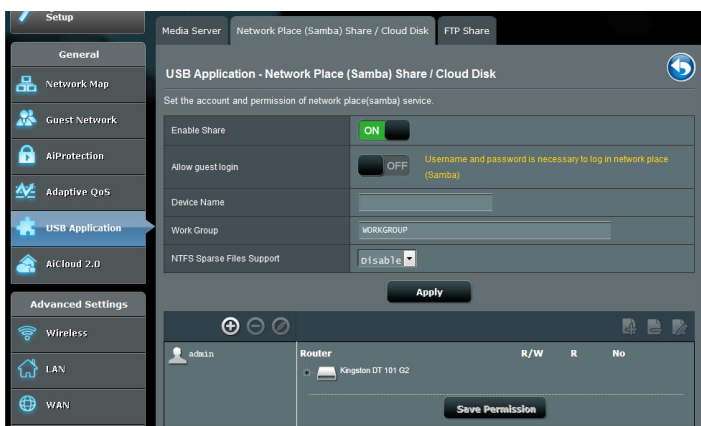 Setup
General
Network Map
Guest Network
AiProtection
Adaptive QoS
USB Application
AiCloud 2.0
Advanced Settings
Wireless
LAN
WAN
Media Server
Network Place (Samba) Share / Cloud Disk
FTP Share
USB Application - Network Place (Samba) Share / Cloud Disk
Set the account and permission of network place(samba) service.
Enable Share
ON
Allow guest login
OFF
Username and password is necessary to log in network place
(Samba)
Device Name
Work Group
WORKGROUP
NTFS Sparse Files Support
Disable
Apply
admin
Router
R/W
R
No
Kingston DT 101 G2
Save Permission